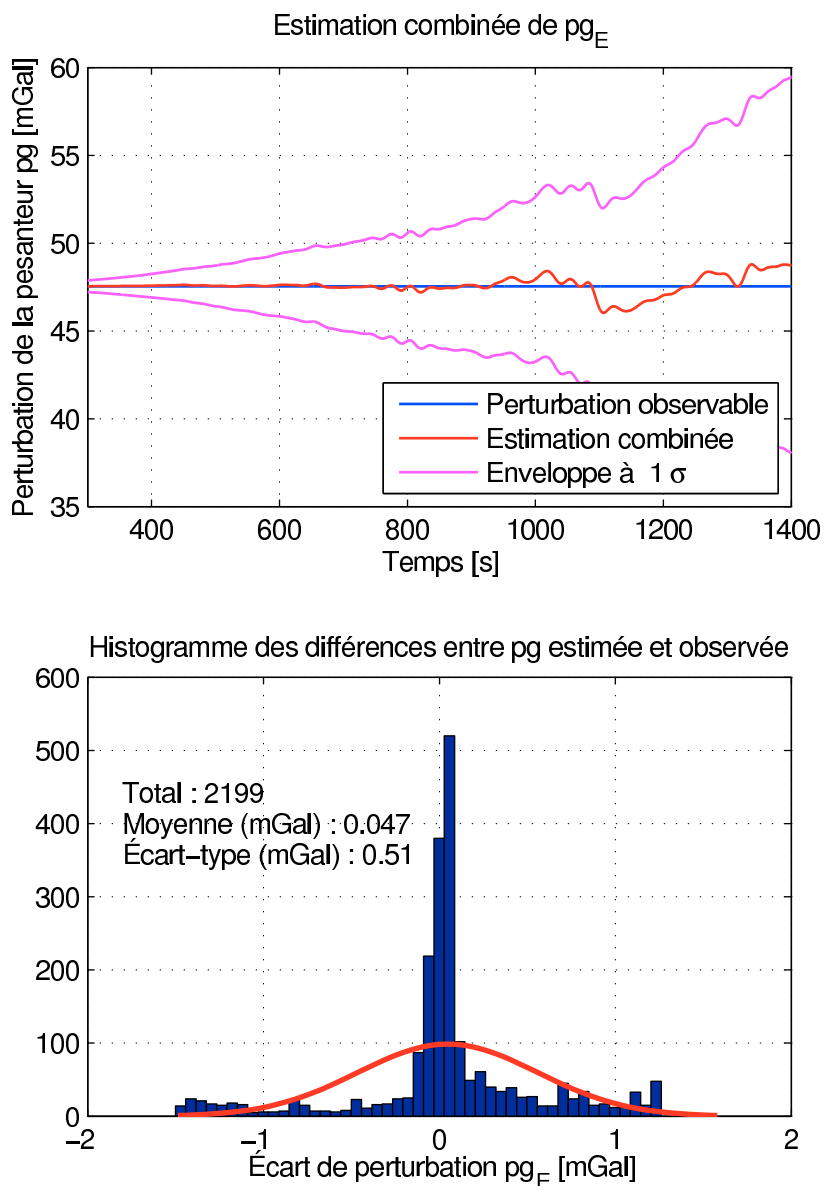 Estimation combinée de pg_E
Perturbation de la pesanteur pg [mGal]
60
55
50
45
40
35
400
600
800
1000
1200
1400
Temps [s]
Perturbation observable
Estimation combinée
Enveloppe à 1 σ
Histogramme des différences entre pg estimée et observée
600
500
400
300
200
100
0
Total : 2199
Moyenne (mGal) : 0.047
Écart−type (mGal) : 0.51
−2
−1
0
1
2
Écart de perturbation pg_E [mGal]